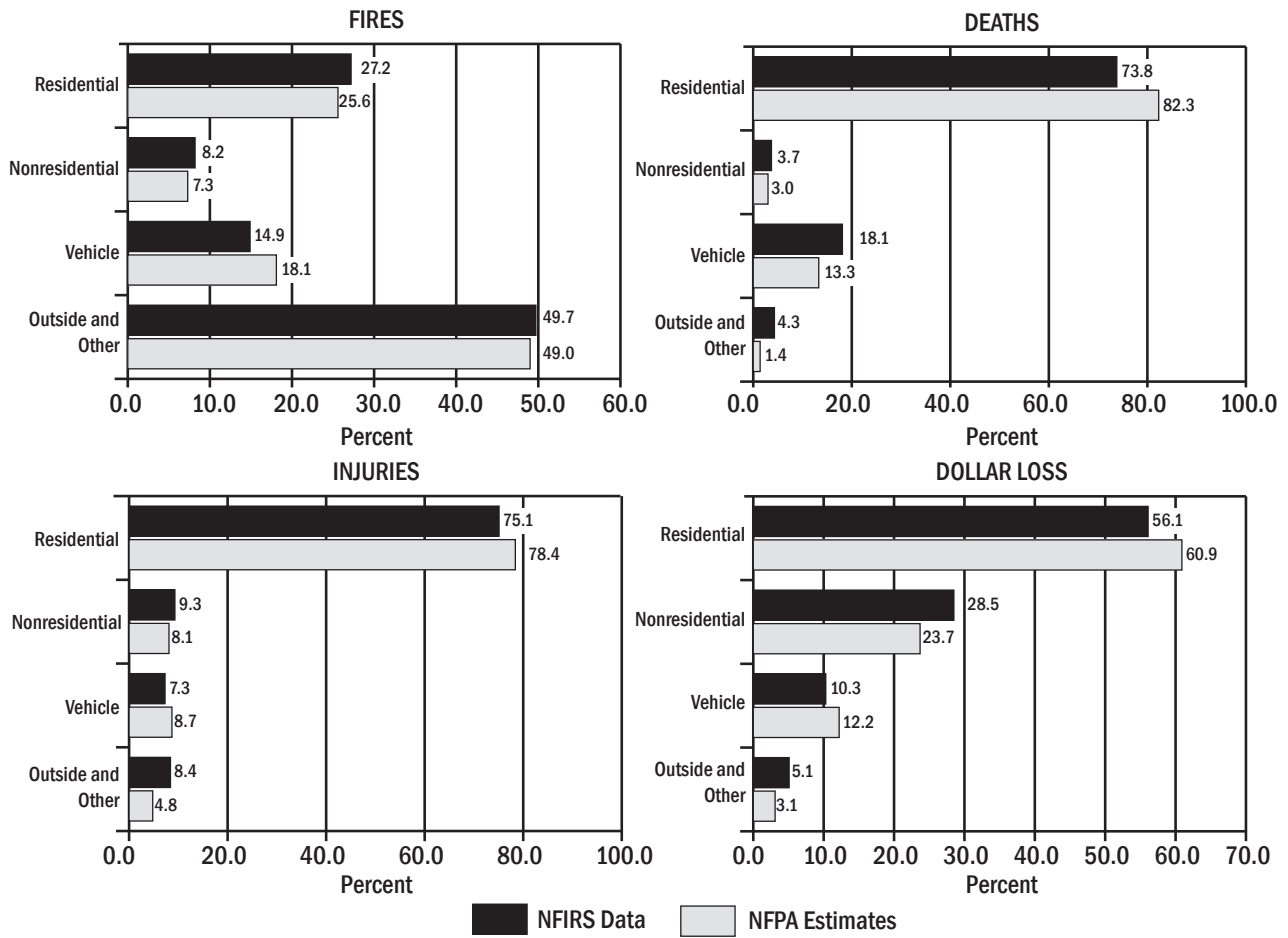 FIRES
Residential
27.2
25.6
Nonresidential
8.2
7.3
Vehicle
14.9
18.1
Outside and
Other
49.7
49.0
0.0 10.0 20.0 30.0 40.0 50.0 60.0
Percent
DEATHS
Residential
73.8
82.3
Nonresidential
3.7
3.0
Vehicle
18.1
13.3
Outside and
Other
4.3
1.4
0.0 20.0 40.0 60.0 80.0 100.0
Percent
INJURIES
Residential
75.1
78.4
Nonresidential
9.3
8.1
Vehicle
7.3
8.7
Outside and
Other
8.4
4.8
0.0 20.0 40.0 60.0 80.0 100.0
Percent
DOLLAR LOSS
Residential
56.1
60.9
Nonresidential
28.5
23.7
Vehicle
10.3
12.2
Outside and
Other
5.1
3.1
0.0 10.0 20.0 30.0 40.0 50.0 60.0 70.0
Percent
NFIRS Data NFPA Estimates